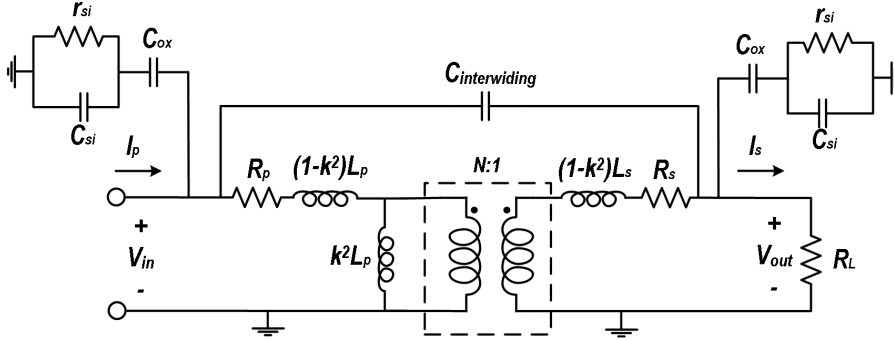 rsi
Cox
Csi
Cinterwiding
Cox
rsi
Csi
Ip
Rp
(1-k²)Lp
N:1
(1-k²)Ls
Rs
Is
+
Vin
-
k²Lp
+
Vout
-
RL